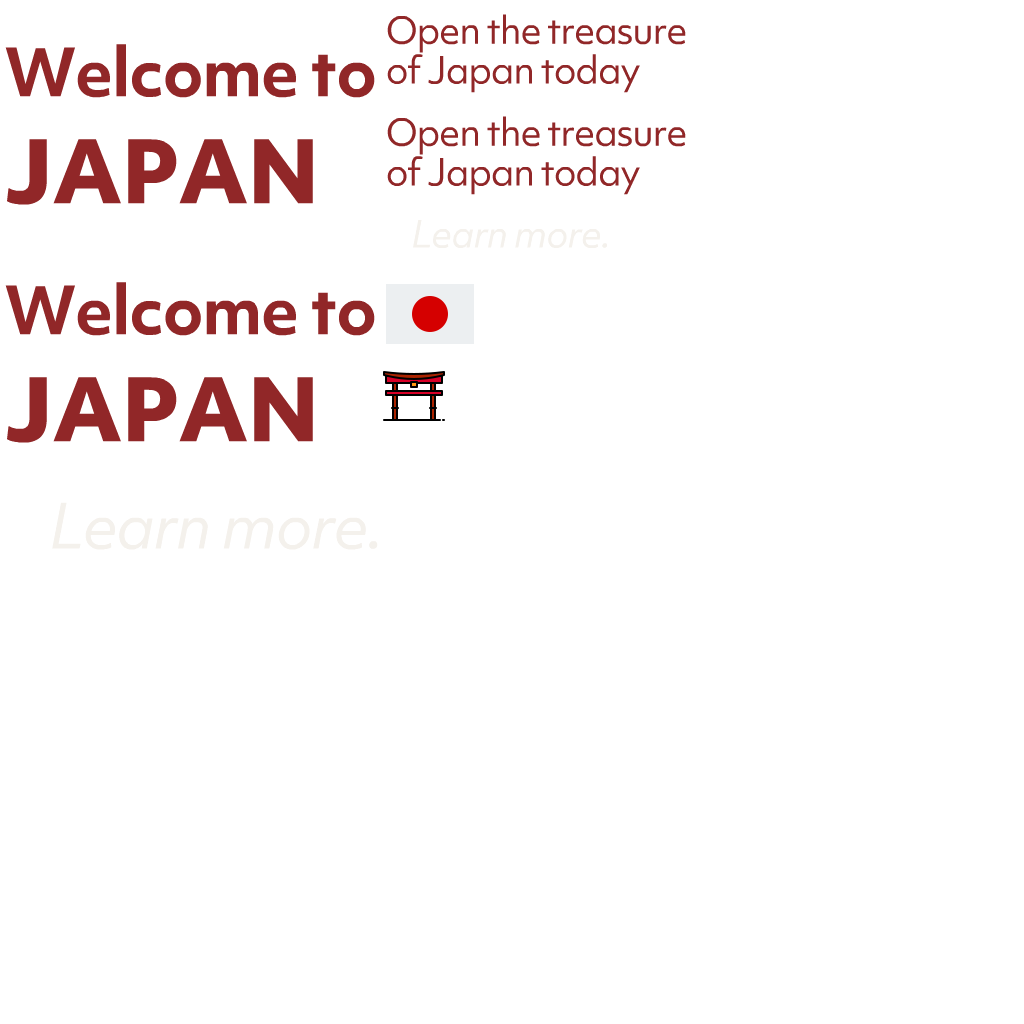 Welcome to
JAPAN
Open the treasure
of Japan today
Open the treasure
of Japan today
Learn more.
Welcome to
JAPAN
Learn more.